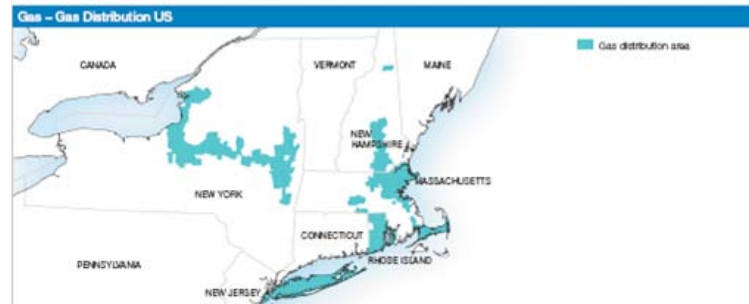 Gas – Gas Distribution US
Gas distribution area
CANADA
VERMONT
MAINE
NEW
HAMPSHIRE
MASSACHUSETTS
NEW YORK
CONNECTICUT
RHODE ISLAND
PENNSYLVANIA
NEW JERSEY